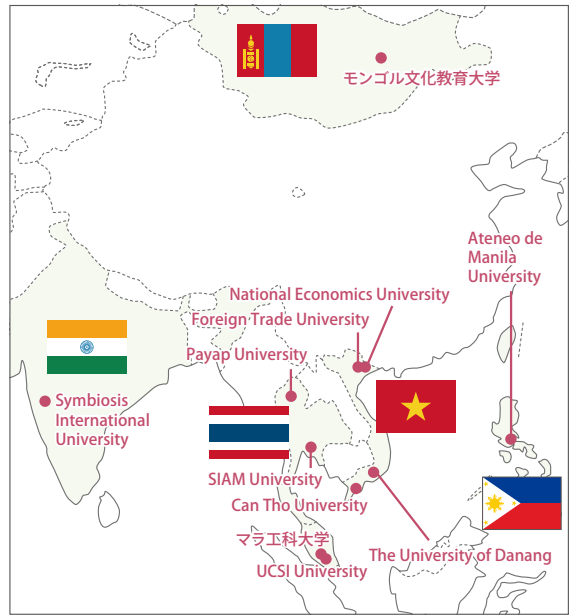 モンゴル文化教育大学
Ateneo de
Manila
University
National Economics University
Foreign Trade University
Payap University
Symbiosis
International
University
SIAM University
Can Tho University
The University of Danang
マラ工科大学
UCSI University